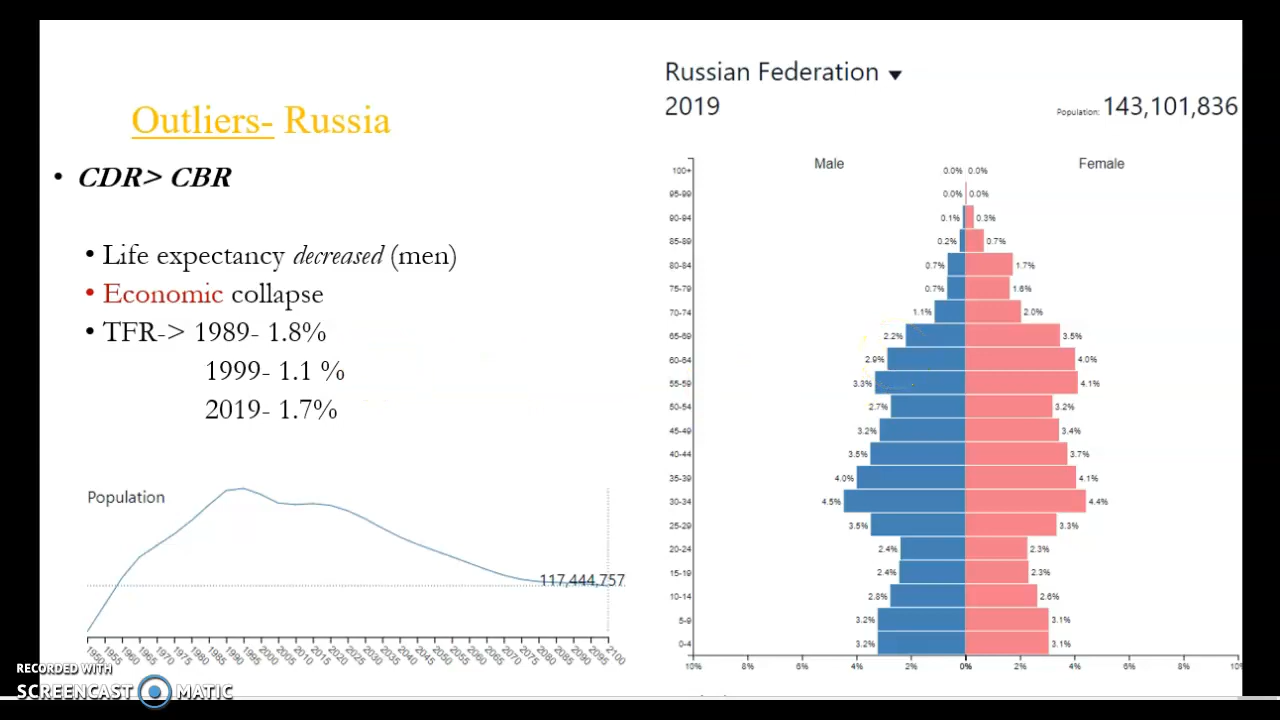 Outliers- Russia
• CDR> CBR
• Life expectancy decreased (men)
• Economic collapse
• TFR-> 1989- 1.8%
1999- 1.1 %
2019- 1.7%
Population
117,444,757
1950 1955 1960 1965 1970 1975 1980 1985 1990 1995 2000 2005 2010 2015 2020 2025 2030 2035 2040 2045 2050 2055 2060 2065 2070 2075 2080 2085 2090 2095 2100
Russian Federation
2019
Population: 143,101,836
Male Female
100+ 0.0% 0.0%
95-99 0.0% 0.0%
90-94 0.1% 0.3%
85-89 0.2% 0.7%
80-84 0.7% 1.7%
75-79 0.7% 1.6%
70-74 1.1% 2.0%
65-69 2.2% 3.5%
60-64 2.9% 4.0%
55-59 3.3% 4.1%
50-54 2.7% 3.2%
45-49 3.2% 3.4%
40-44 3.5% 3.7%
35-39 4.0% 4.1%
30-34 4.5% 4.4%
25-29 3.5% 3.3%
20-24 2.4% 2.3%
15-19 2.4% 2.3%
10-14 2.8% 2.6%
5-9 3.2% 3.1%
0-4 3.2% 3.1%
10% 8% 6% 4% 2% 0% 2% 4% 6% 8% 10
RECORDED WITH
SCREENCAST MATIC